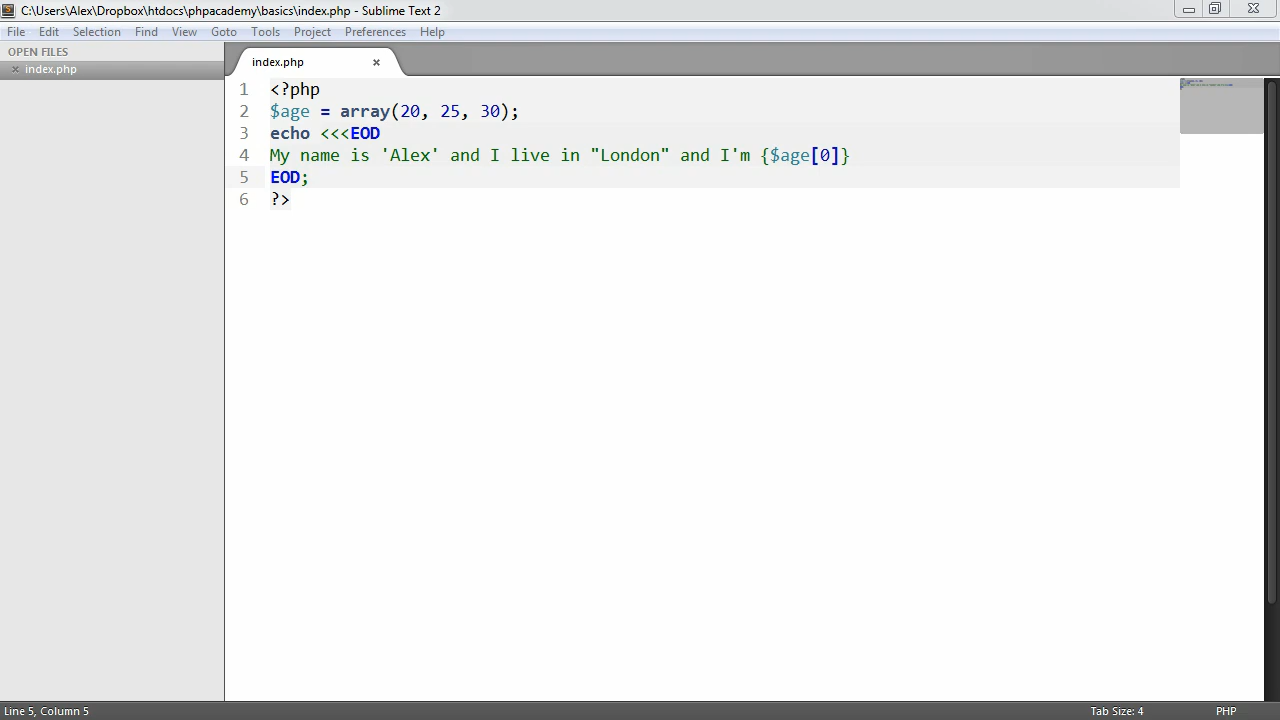 C:\Users\Alex\Dropbox\htdocs\phpacademy\basics\index.php - Sublime Text 2
File Edit Selection Find View Goto Tools Project Preferences Help
OPEN FILES
× index.php
index.php ×
1 <?php
2 $age = array(20, 25, 30);
3 echo <<<EOD
4 My name is 'Alex' and I live in "London" and I'm {$age[0]}
5 EOD;
6 ?>
Line 5, Column 5 Tab Size: 4 PHP